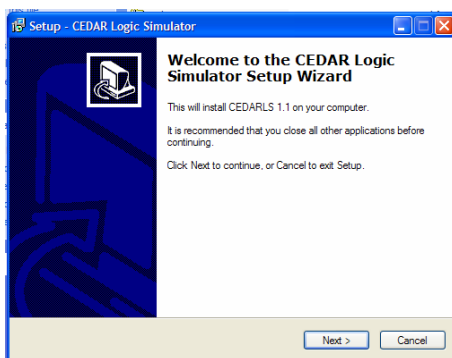 Setup - CEDAR Logic Simulator
Welcome to the CEDAR Logic
Simulator Setup Wizard
This will install CEDARLS 1.1 on your computer.
It is recommended that you close all other applications before
continuing.
Click Next to continue, or Cancel to exit Setup.
Next >
Cancel